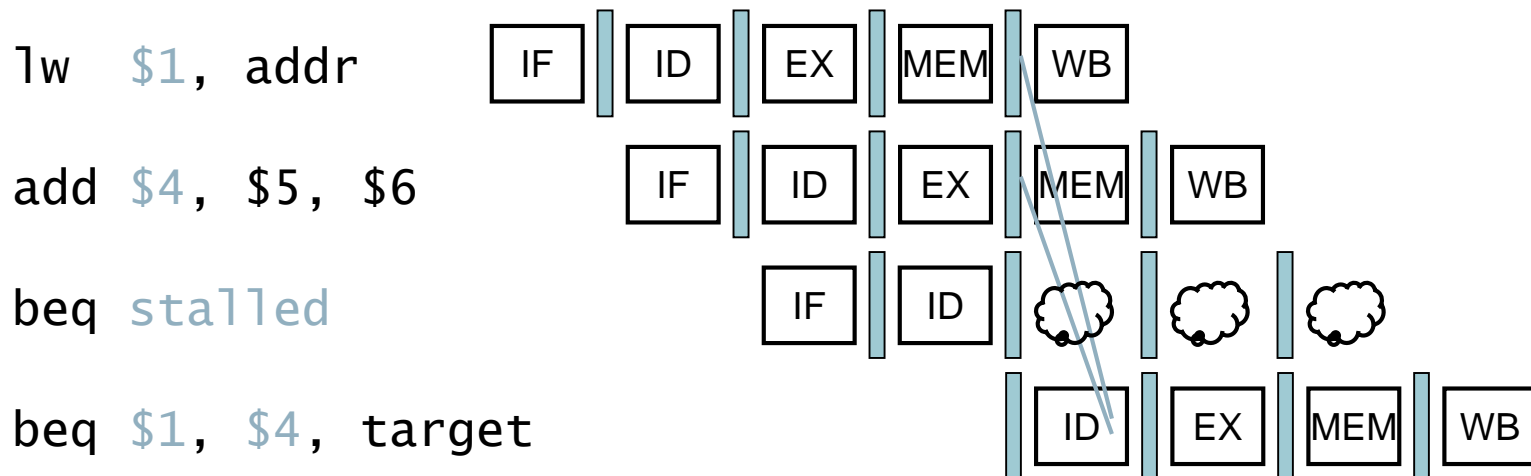 lw $1, addr IF ID EX MEM WB
add $4, $5, $6 IF ID EX MEM WB
beq stalled IF ID
beq $1, $4, target ID EX MEM WB